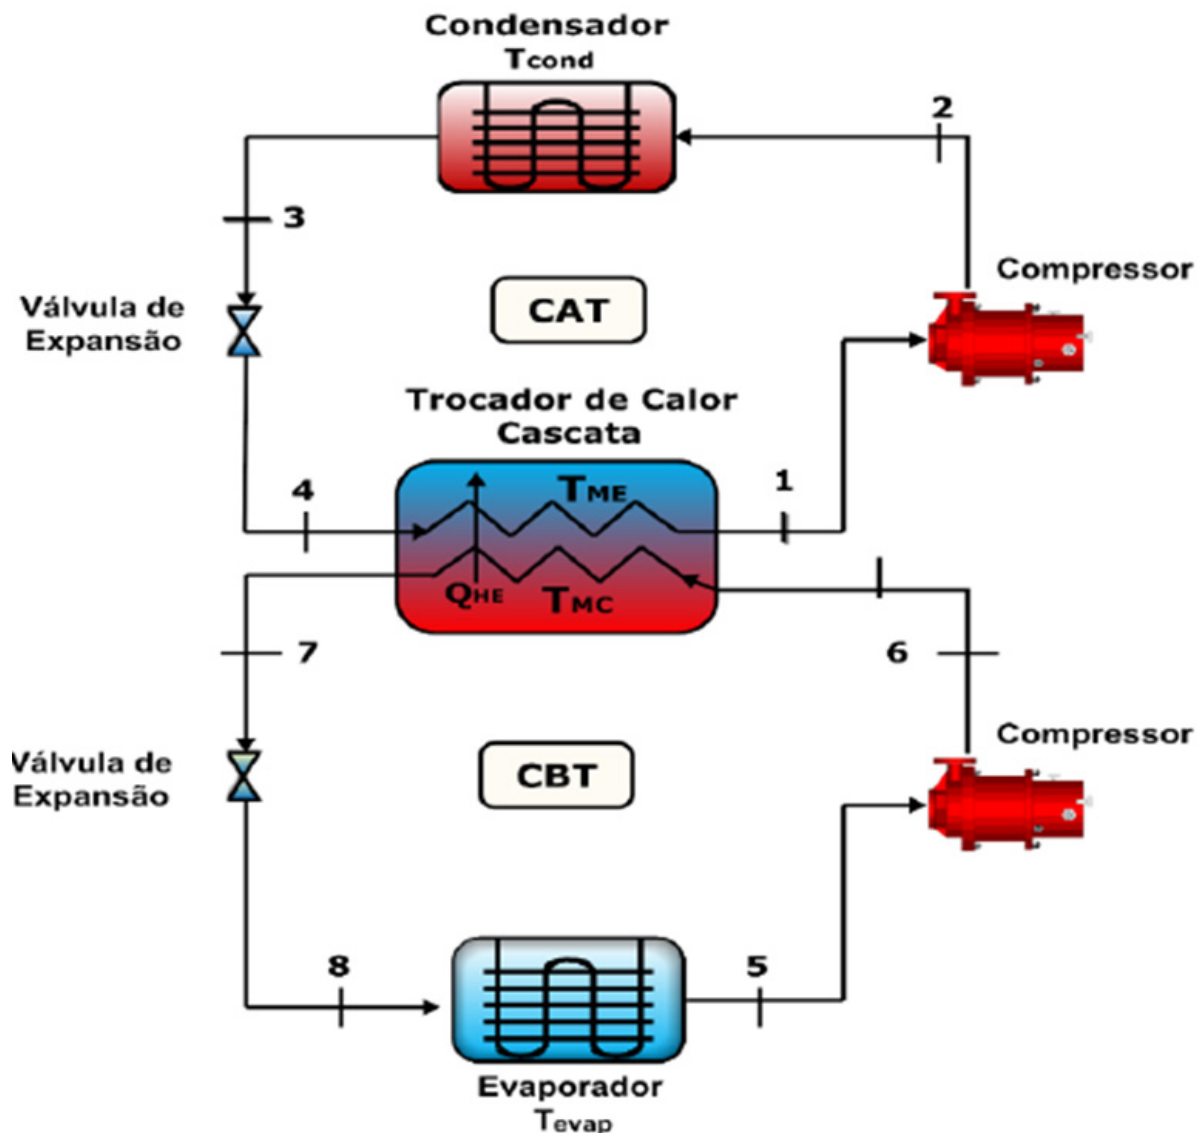 Condensador
Tcond
2
3
Compressor
Válvula de
Expansão
CAT
Trocador de Calor
Cascata
4
TME
1
QHE
TMC
7
6
Compressor
Válvula de
Expansão
CBT
8
5
Evaporador
Tevap